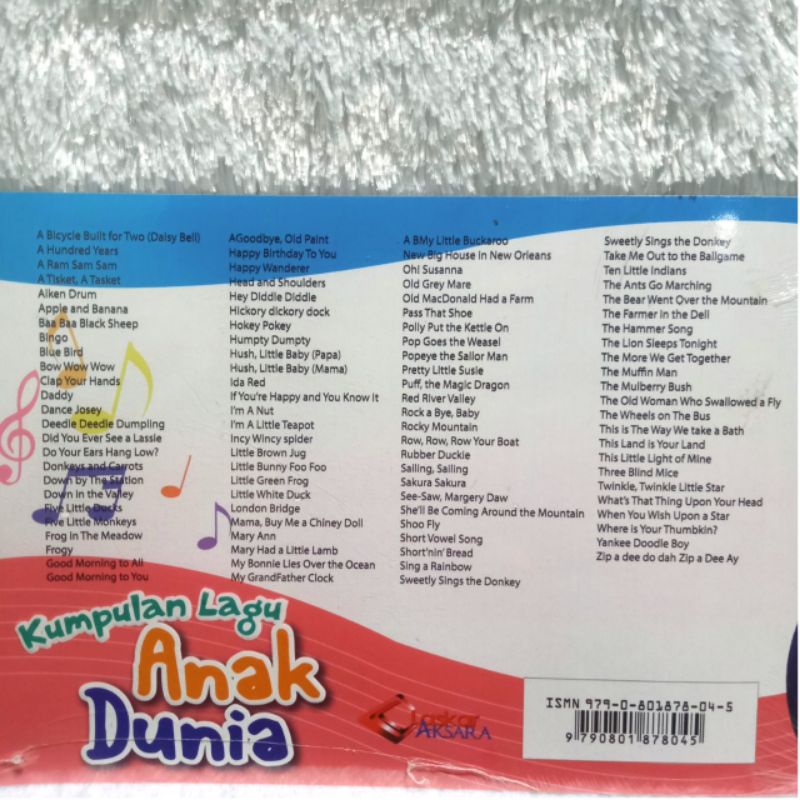 A Bicycle Built for Two (Daisy Bell)
A Hundred Years
A Ram Sam Sam
A Tisket, A Tasket
Aiken Drum
Apple and Banana
Baa Baa Black Sheep
Bingo
Blue Bird
Bow Wow Wow
Clap Your Hands
Daddy
Dance Josey
Deedle Deedle Dumpling
Did You Ever See a Lassie
Do Your Ears Hang Low?
Donkeys and Carrots
Down by The Station
Down in the Valley
Five Little Ducks
Five Little Monkeys
Frog In The Meadow
Frogy
Good Morning to All
Good Morning to You
AGoodbye, Old Paint
Happy Birthday To You
Happy Wanderer
Head and Shoulders
Hey Diddle Diddle
Hickory dickory dock
Hokey Pokey
Humpty Dumpty
Hush, Little Baby (Papa)
Hush, Little Baby (Mama)
Ida Red
If You're Happy and You Know it
I'm A Nut
I'm A Little Teapot
Incy Wincy spider
Little Brown Jug
Little Bunny Foo Foo
Little Green Frog
Little White Duck
London Bridge
Mama, Buy Me a Chiney Doll
Mary Ann
Mary Had a Little Lamb
My Bonnie Lies Over the Ocean
My GrandFather Clock
A BMy Little Buckaroo
New Big House In New Orleans
Oh! Susanna
Old Grey Mare
Old MacDonald Had a Farm
Pass That Shoe
Polly Put the Kettle On
Pop Goes the Weasel
Popeye the Sailor Man
Pretty Little Susie
Puff, the Magic Dragon
Red River Valley
Rock a Bye, Baby
Rocky Mountain
Row, Row, Row Your Boat
Rubber Duckie
Sailing, Sailing
Sakura Sakura
See-Saw, Margery Daw
She'll Be Coming Around the Mountain
Shoo Fly
Short Vowel Song
Short'nin' Bread
Sing a Rainbow
Sweetly Sings the Donkey
Sweetly Sings the Donkey
Take Me Out to the Ballgame
Ten Little Indians
The Ants Go Marching
The Bear Went Over the Mountain
The Farmer in the Dell
The Hammer Song
The Lion Sleeps Tonight
The More We Get Together
The Muffin Man
The Mulberry Bush
The Old Woman Who Swallowed a Fly
The Wheels on The Bus
This is The Way We take a Bath
This Land is Your Land
This Little Light of Mine
Three Blind Mice
Twinkle, Twinkle Little Star
What's That Thing Upon Your Head
When You Wish Upon a Star
Where is Your Thumbkin?
Yankee Doodle Boy
Zip a dee do dah Zip a Dee Ay
Kumpulan Lagu
Anak
Dunia
Laskar
AKSARA
ISMN 979-0-801878-04-5
9 790801 878045